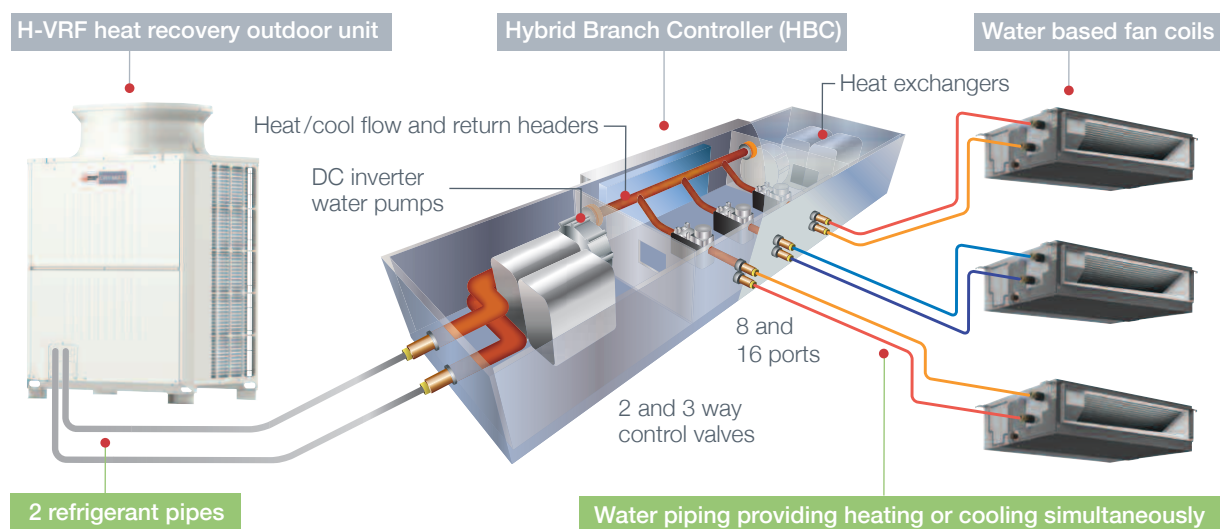 H-VRF heat recovery outdoor unit
Hybrid Branch Controller (HBC)
Water based fan coils
Heat exchangers
Heat/cool flow and return headers
DC inverter
water pumps
8 and
16 ports
2 and 3 way
control valves
2 refrigerant pipes
Water piping providing heating or cooling simultaneously